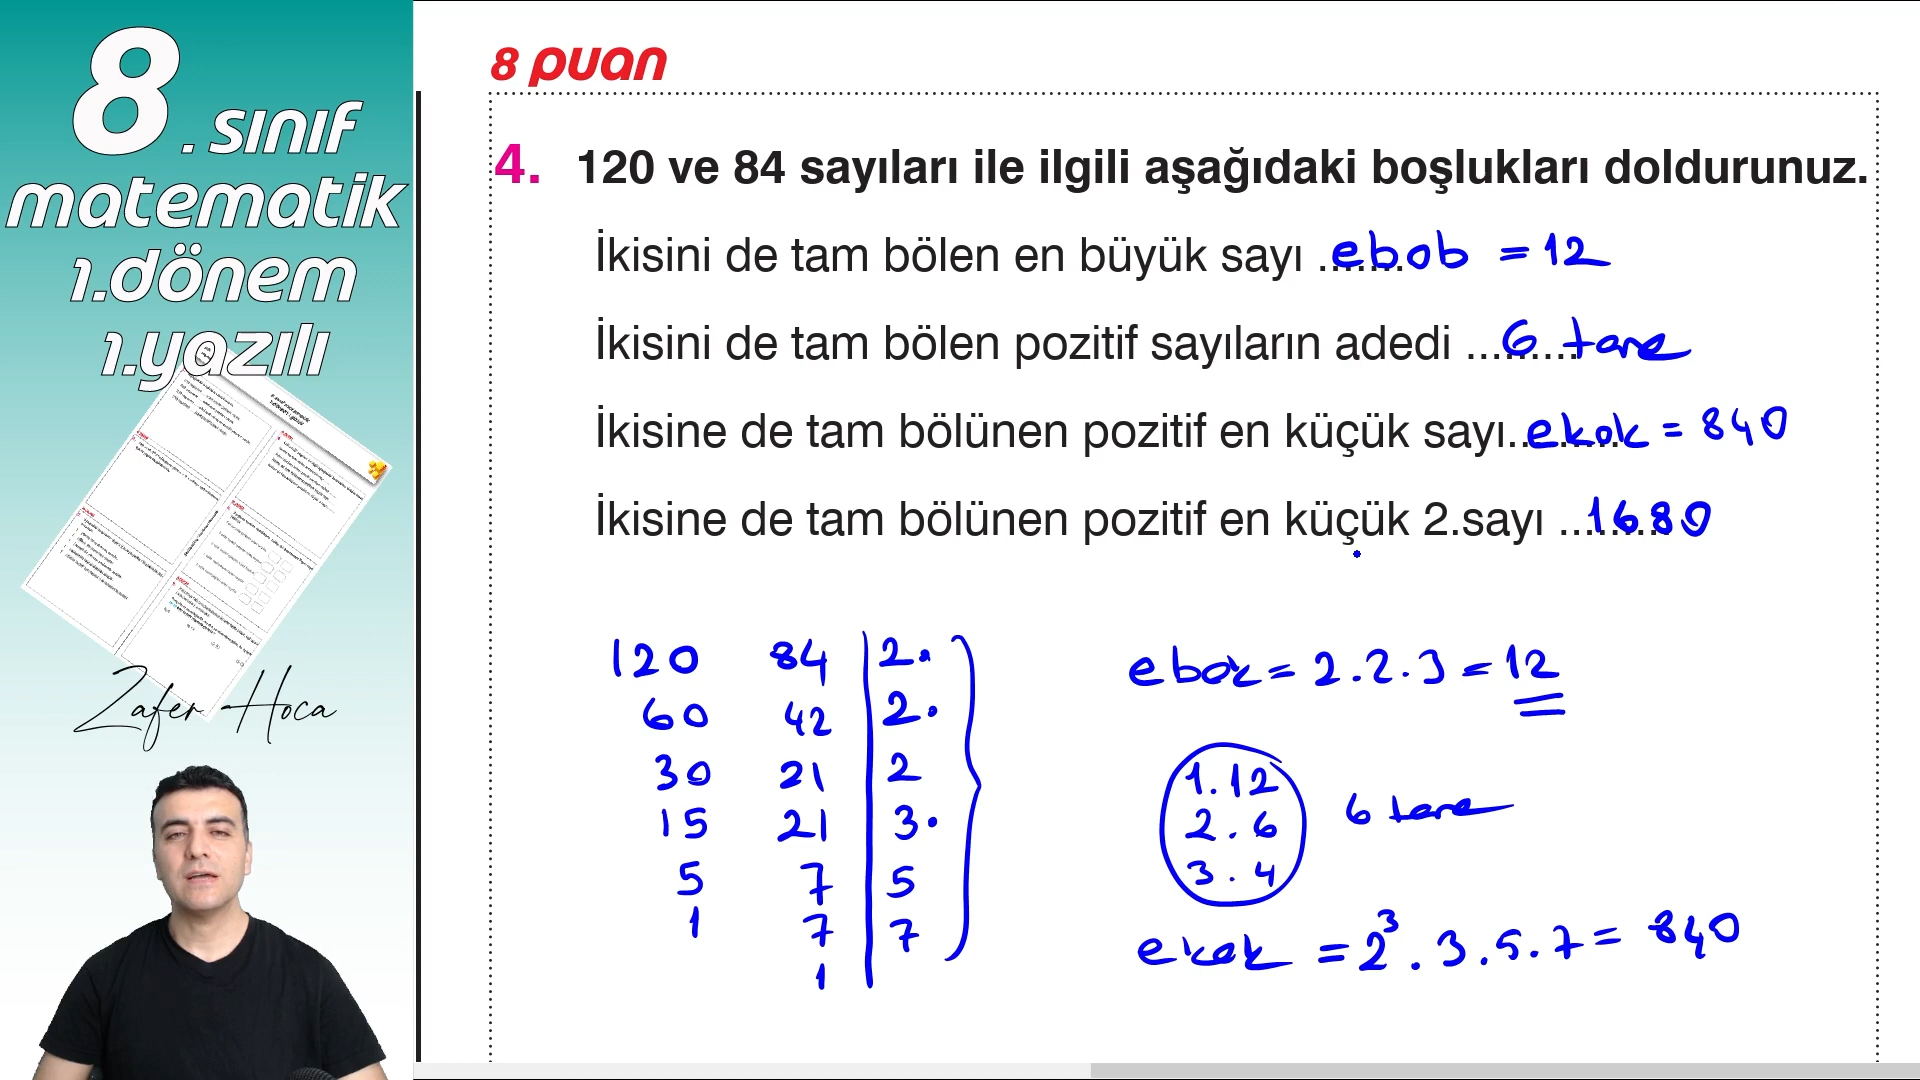 8. sınıf
matematik
1.dönem
1.yazılı
Zafer Hoca
8 puan
4. 120 ve 84 sayıları ile ilgili aşağıdaki boşlukları doldurunuz.
İkisini de tam bölen en büyük sayı ........ebob = 12
İkisini de tam bölen pozitif sayıların adedi ..........6 tane
İkisine de tam bölünen pozitif en küçük sayı..........ekok = 840
İkisine de tam bölünen pozitif en küçük 2.sayı ..........1680
120 84 2.
60 42 2.
30 21 2
15 21 3.
5 7 5
1 7 7
1
ebok = 2.2.3 = 12
1.12
2.6
3.4
6 tane
ekok = 2³.3.5.7 = 840